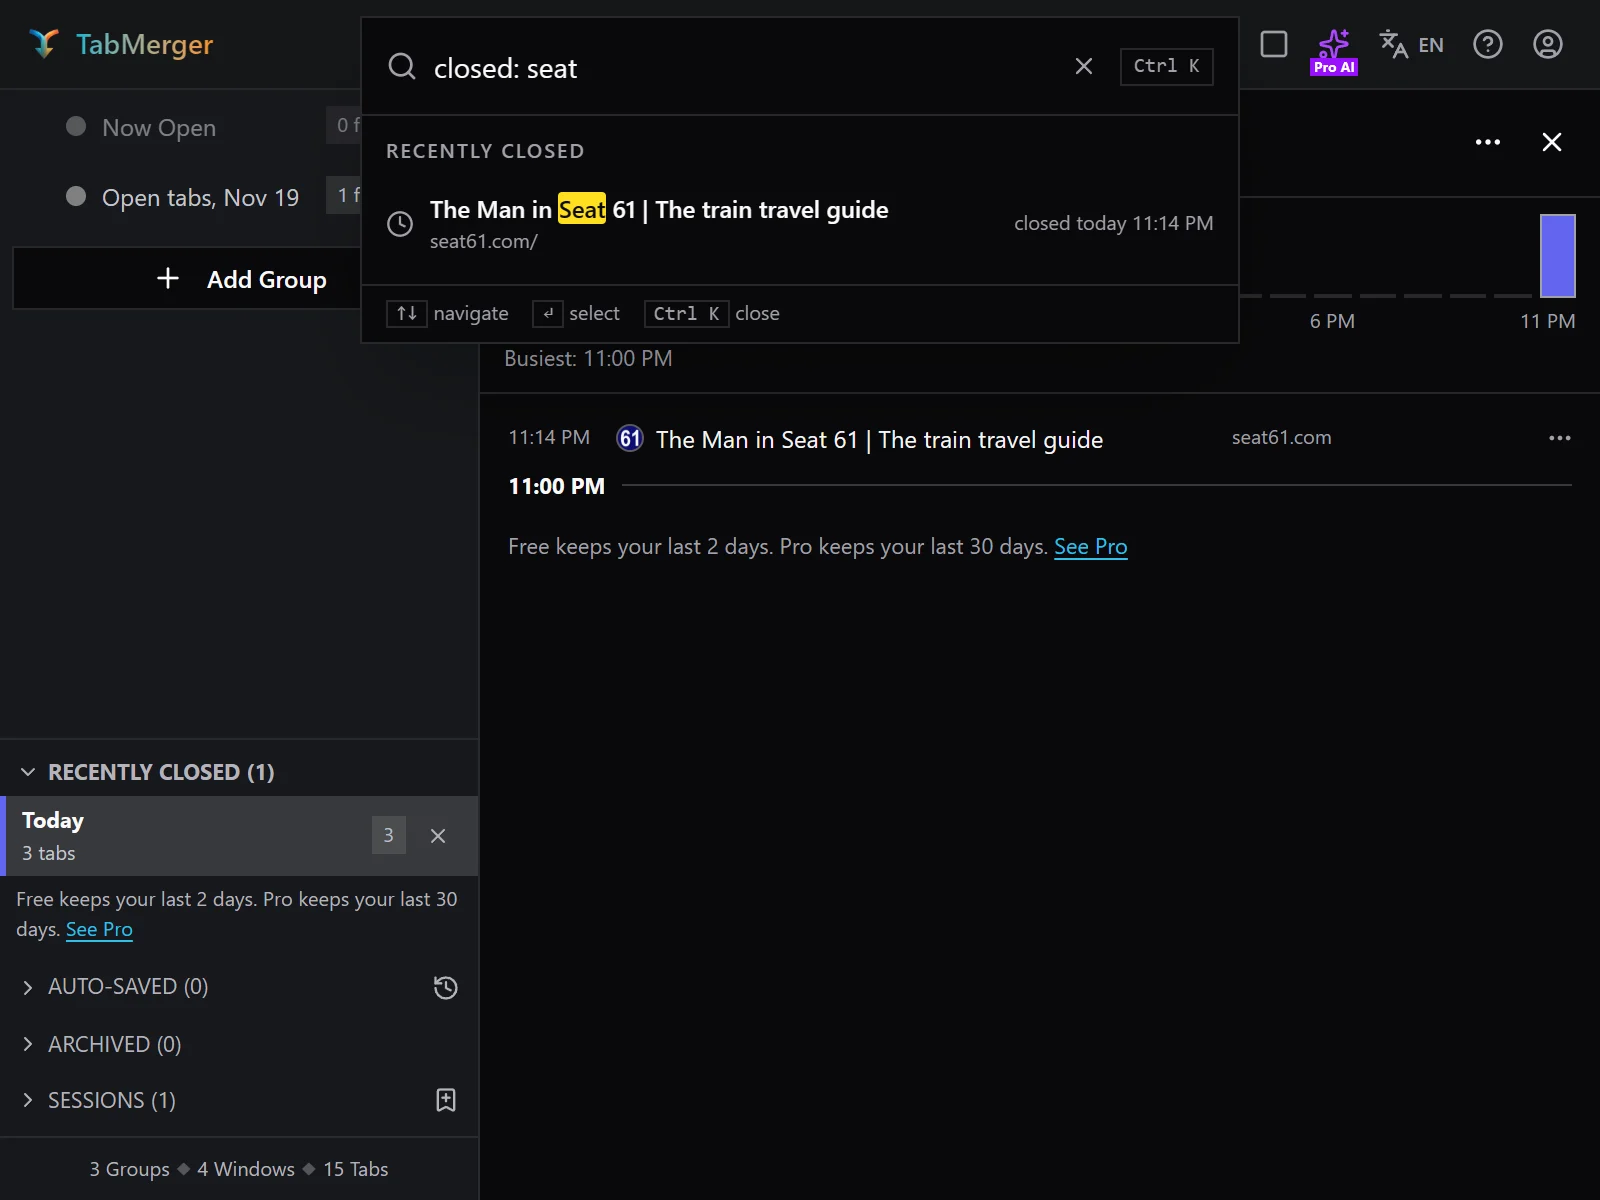 TabMerger
closed: seat
Ctrl K
Pro AI
EN
RECENTLY CLOSED
The Man in Seat 61 | The train travel guide
seat61.com/
closed today 11:14 PM
↑↓ navigate
↵ select
Ctrl K close
Now Open
0 f
Open tabs, Nov 19
1 f
Add Group
6 PM
11 PM
Busiest: 11:00 PM
11:14 PM
61
The Man in Seat 61 | The train travel guide
seat61.com
11:00 PM
Free keeps your last 2 days. Pro keeps your last 30 days. See Pro
RECENTLY CLOSED (1)
Today
3 tabs
3
Free keeps your last 2 days. Pro keeps your last 30
days. See Pro
AUTO-SAVED (0)
ARCHIVED (0)
SESSIONS (1)
3 Groups ◆ 4 Windows ◆ 15 Tabs